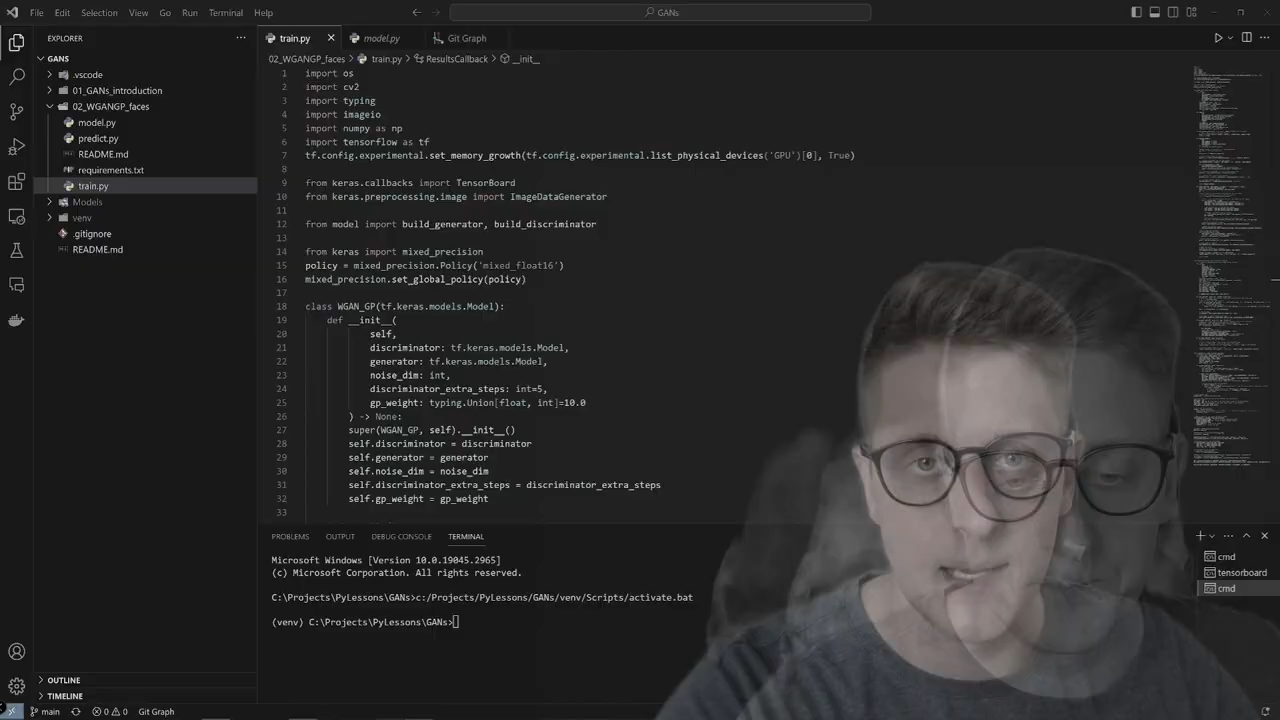 File Edit Selection View Go Run Terminal Help
GANs
EXPLORER
train.py
model.py
Git Graph
GANS
02_WGANGP_faces > train.py > ResultsCallback > __init__
.vscode
01_GANs_introduction
02_WGANGP_faces
model.py
predict.py
README.md
requirements.txt
train.py
Models
venv
.gitignore
README.md
1 import os
2 import cv2
3 import typing
4 import imageio
5 import numpy as np
6 import tensorflow as tf
7 tf.config.experimental.set_memory_growth(tf.config.experimental.list_physical_devices('GPU')[0], True)
8
9 from keras.callbacks import TensorBoard
10 from keras.preprocessing.image import ImageDataGenerator
11
12 from model import build_generator, build_discriminator
13
14 from keras import mixed_precision
15 policy = mixed_precision.Policy('mixed_float16')
16 mixed_precision.set_global_policy(policy)
17
18 class WGAN_GP(tf.keras.models.Model):
19 def __init__(
20 self,
21 discriminator: tf.keras.models.Model,
22 generator: tf.keras.models.Model,
23 noise_dim: int,
24 discriminator_extra_steps: int=5,
25 gp_weight: typing.Union[float, int]=10.0
26 ) -> None:
27 super(WGAN_GP, self).__init__()
28 self.discriminator = discriminator
29 self.generator = generator
30 self.noise_dim = noise_dim
31 self.discriminator_extra_steps = discriminator_extra_steps
32 self.gp_weight = gp_weight
33
PROBLEMS OUTPUT DEBUG CONSOLE TERMINAL
Microsoft Windows [Version 10.0.19045.2965]
(c) Microsoft Corporation. All rights reserved.
C:\Projects\PyLessons\GANs>c:/Projects/PyLessons/GANs/venv/Scripts/activate.bat
(venv) C:\Projects\PyLessons\GANs>
cmd
tensorboard
cmd
OUTLINE
TIMELINE
main 0 0 Git Graph